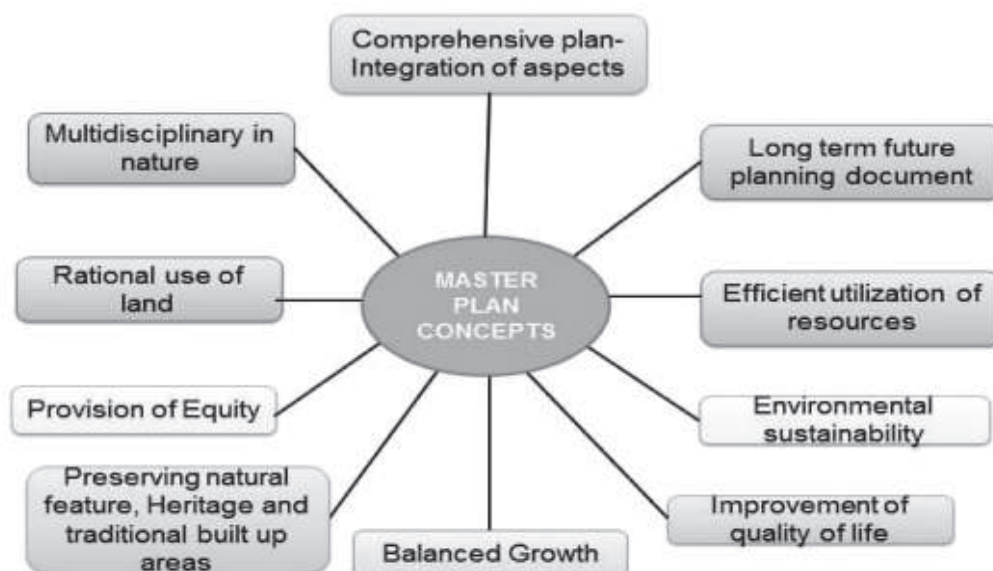 Comprehensive plan-
Integration of aspects
Multidisciplinary in
nature
Long term future
planning document
Rational use of
land
MASTER
PLAN
CONCEPTS
Efficient utilization of
resources
Provision of Equity
Environmental
sustainability
Preserving natural
feature, Heritage and
traditional built up
areas
Balanced Growth
Improvement of
quality of life